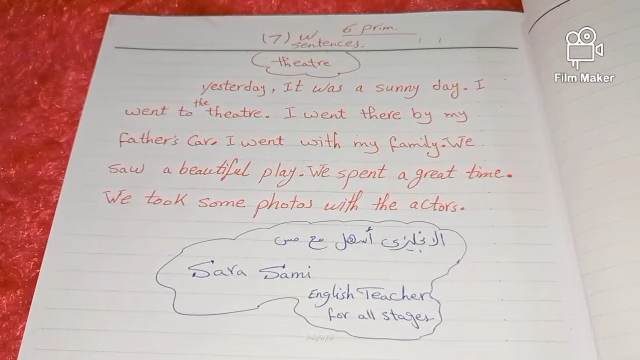 6 prim.
(7) w
sentences.
theatre
yesterday, It was a sunny day. I
went to the theatre. I went there by my
father's Car. I went with my family. We
saw a beautiful play. We spent a great time.
We took some photos with the actors.
الانجليزى أسهل مع مس
Sara Sami
English Teacher
for all stages
Film Maker